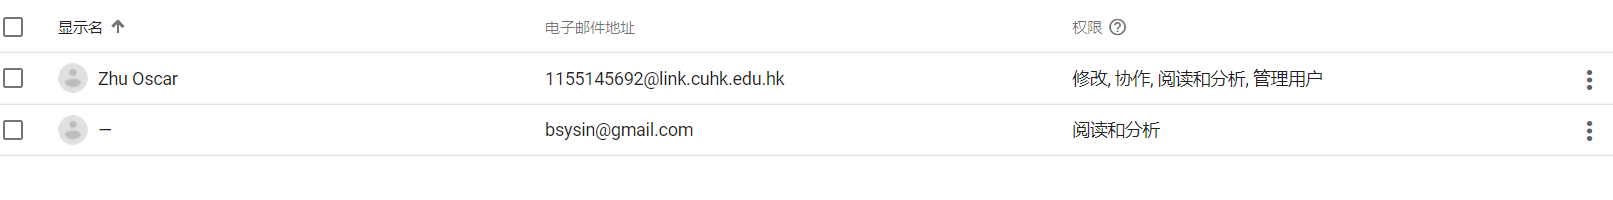 显示名 电子邮件地址 权限
Zhu Oscar 1155145692@link.cuhk.edu.hk 修改, 协作, 阅读和分析, 管理用户
— bsysin@gmail.com 阅读和分析